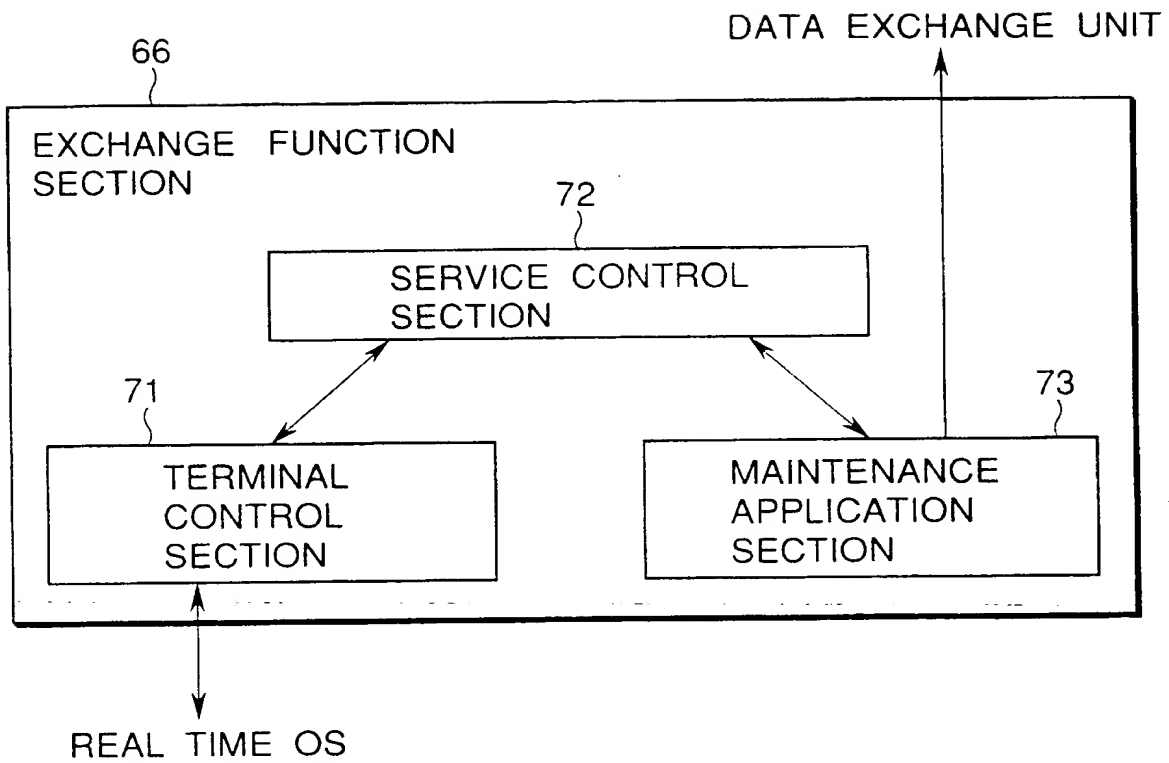 DATA EXCHANGE UNIT
66
EXCHANGE FUNCTION
SECTION
72
SERVICE CONTROL
SECTION
71
73
TERMINAL
CONTROL
SECTION
MAINTENANCE
APPLICATION
SECTION
REAL TIME OS